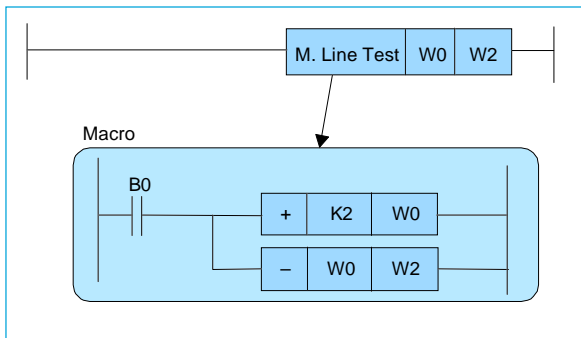 M. Line Test W0 W2
Macro
B0
+ K2 W0
– W0 W2